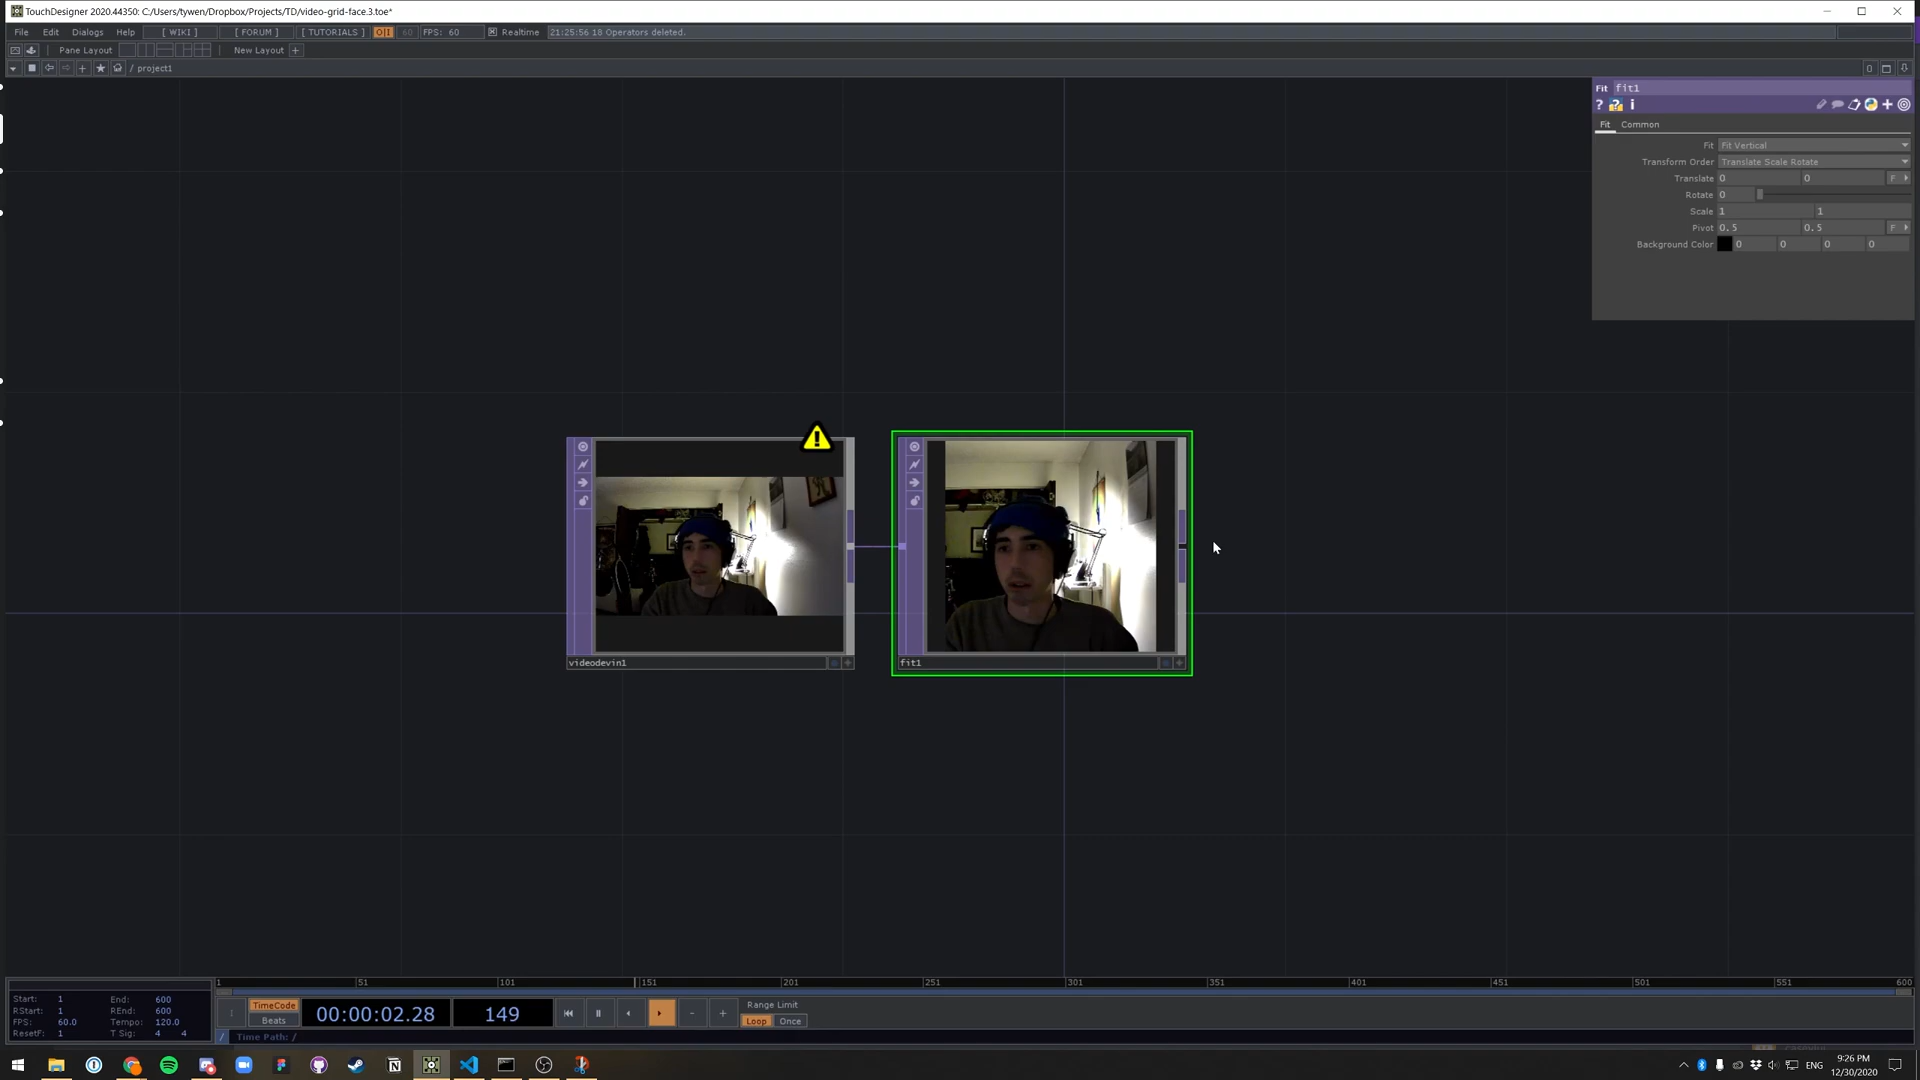 TouchDesigner 2020.44350: C:/Users/tywen/Dropbox/Projects/TD/video-grid-face.3.toe*
File Edit Dialogs Help [ WIKI ] [ FORUM ] [ TUTORIALS ] O|I 60 FPS: 60 Realtime 21:25:56 18 Operators deleted.
Pane Layout New Layout +
/ project1
Fit fit1
Fit Common
Fit Fit Vertical
Transform Order Translate Scale Rotate
Translate 0 0 F
Rotate 0
Scale 1 1
Pivot 0.5 0.5 F
Background Color 0 0 0 0
videodevin1
fit1
1 51 101 151 201 251 301 351 401 451 501 551 600
Start: 1 End: 600
RStart: 1 REnd: 600
FPS: 60.0 Tempo: 120.0
ResetF: 1 T Sig: 4 4
TimeCode
Beats
00:00:02.28
149
Range Limit
Loop Once
/ Time Path: /
ENG
9:26 PM
12/30/2020